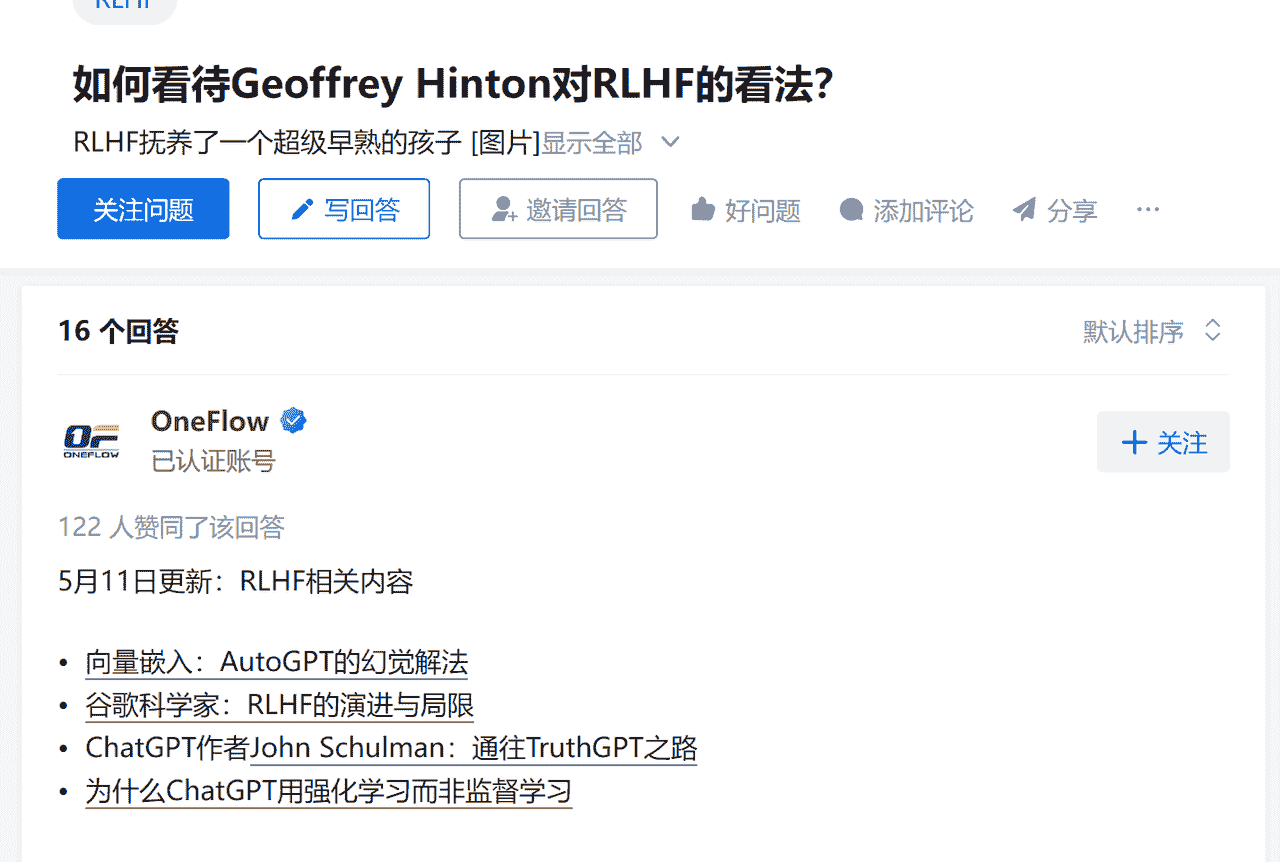 RLHF
如何看待Geoffrey Hinton对RLHF的看法?
RLHF抚养了一个超级早熟的孩子 [图片]显示全部
关注问题 写回答 邀请回答 好问题 添加评论 分享 ···
16 个回答 默认排序
OneFlow
OF ONEFLOW
已认证账号
+ 关注
122 人赞同了该回答
5月11日更新：RLHF相关内容
• 向量嵌入：AutoGPT的幻觉解法
• 谷歌科学家：RLHF的演进与局限
• ChatGPT作者John Schulman：通往TruthGPT之路
• 为什么ChatGPT用强化学习而非监督学习